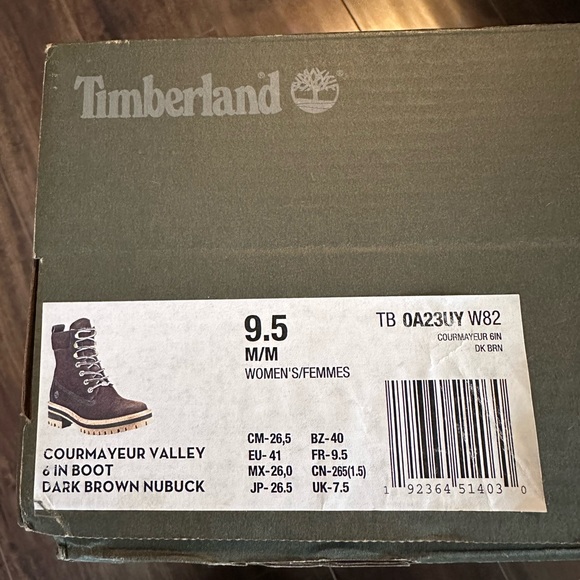 Timberland®
9.5
M/M
WOMEN'S/FEMMES
TB 0A23UY W82
COURMAYEUR 6IN
DK BRN
COURMAYEUR VALLEY
6 IN BOOT
DARK BROWN NUBUCK
CM-26,5 BZ-40
EU- 41 FR-9.5
MX-26,0 CN-265(1.5)
JP- 26.5 UK-7.5
1 92364 51403 0